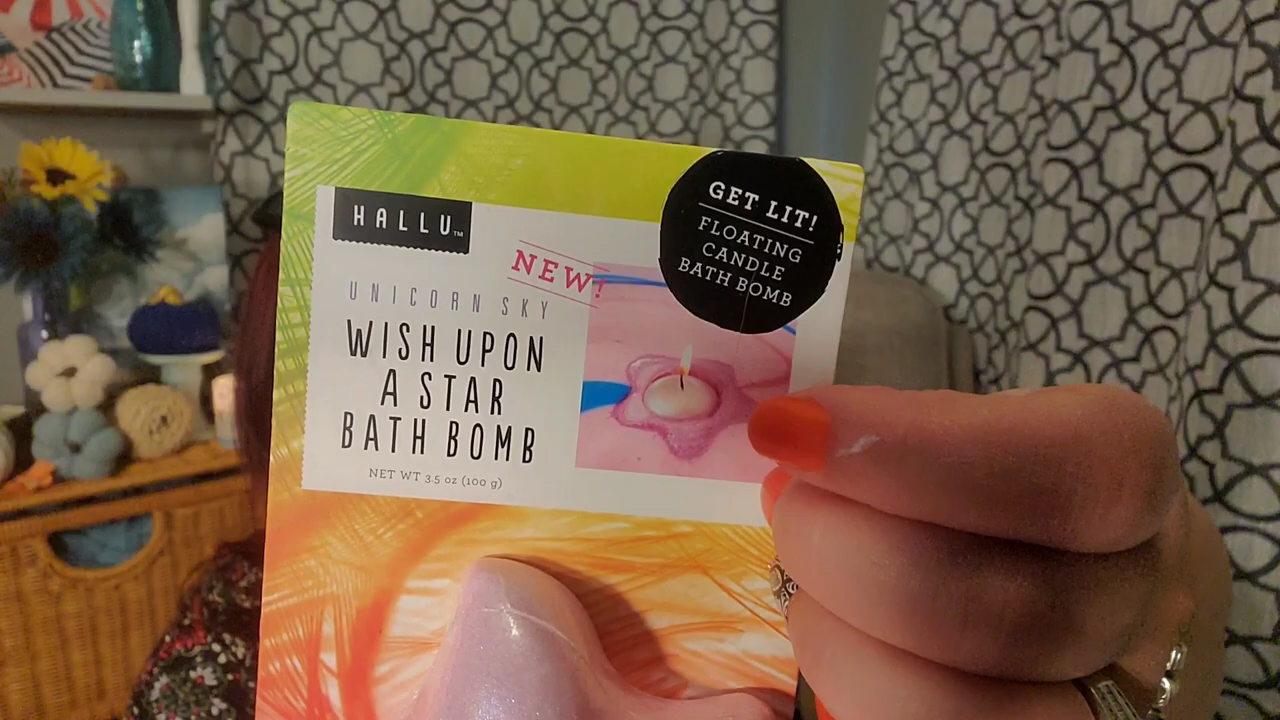 HALLU™
NEW!
UNICORN SKY
WISH UPON
A STAR
BATH BOMB
NET WT 3.5 oz (100 g)
GET LIT!
FLOATING
CANDLE
BATH BOMB